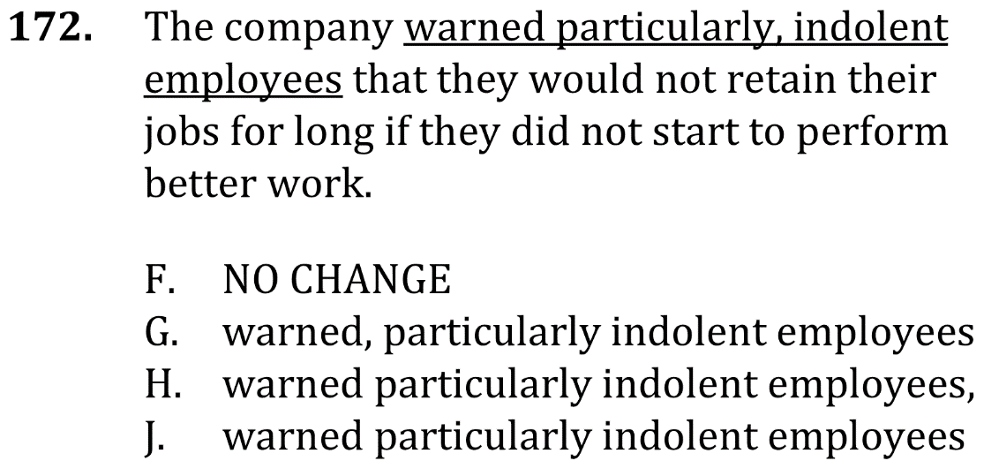 172. The company warned particularly, indolent
employees that they would not retain their
jobs for long if they did not start to perform
better work.
F. NO CHANGE
G. warned, particularly indolent employees
H. warned particularly indolent employees,
J. warned particularly indolent employees